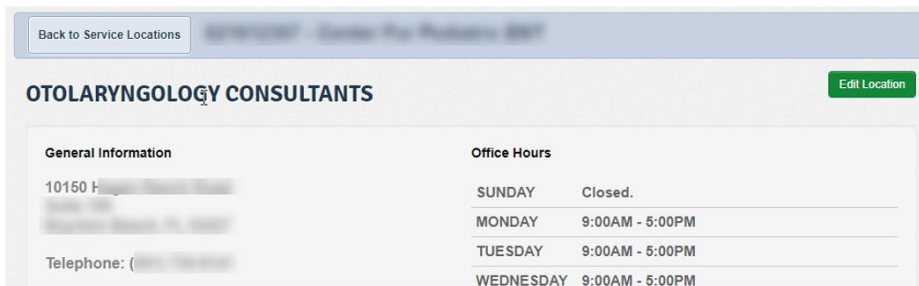 Back to Service Locations
OTOLARYNGOLOGY CONSULTANTS
Edit Location
General Information
10150 H
Telephone: (
Office Hours
SUNDAY Closed.
MONDAY 9:00AM - 5:00PM
TUESDAY 9:00AM - 5:00PM
WEDNESDAY 9:00AM - 5:00PM